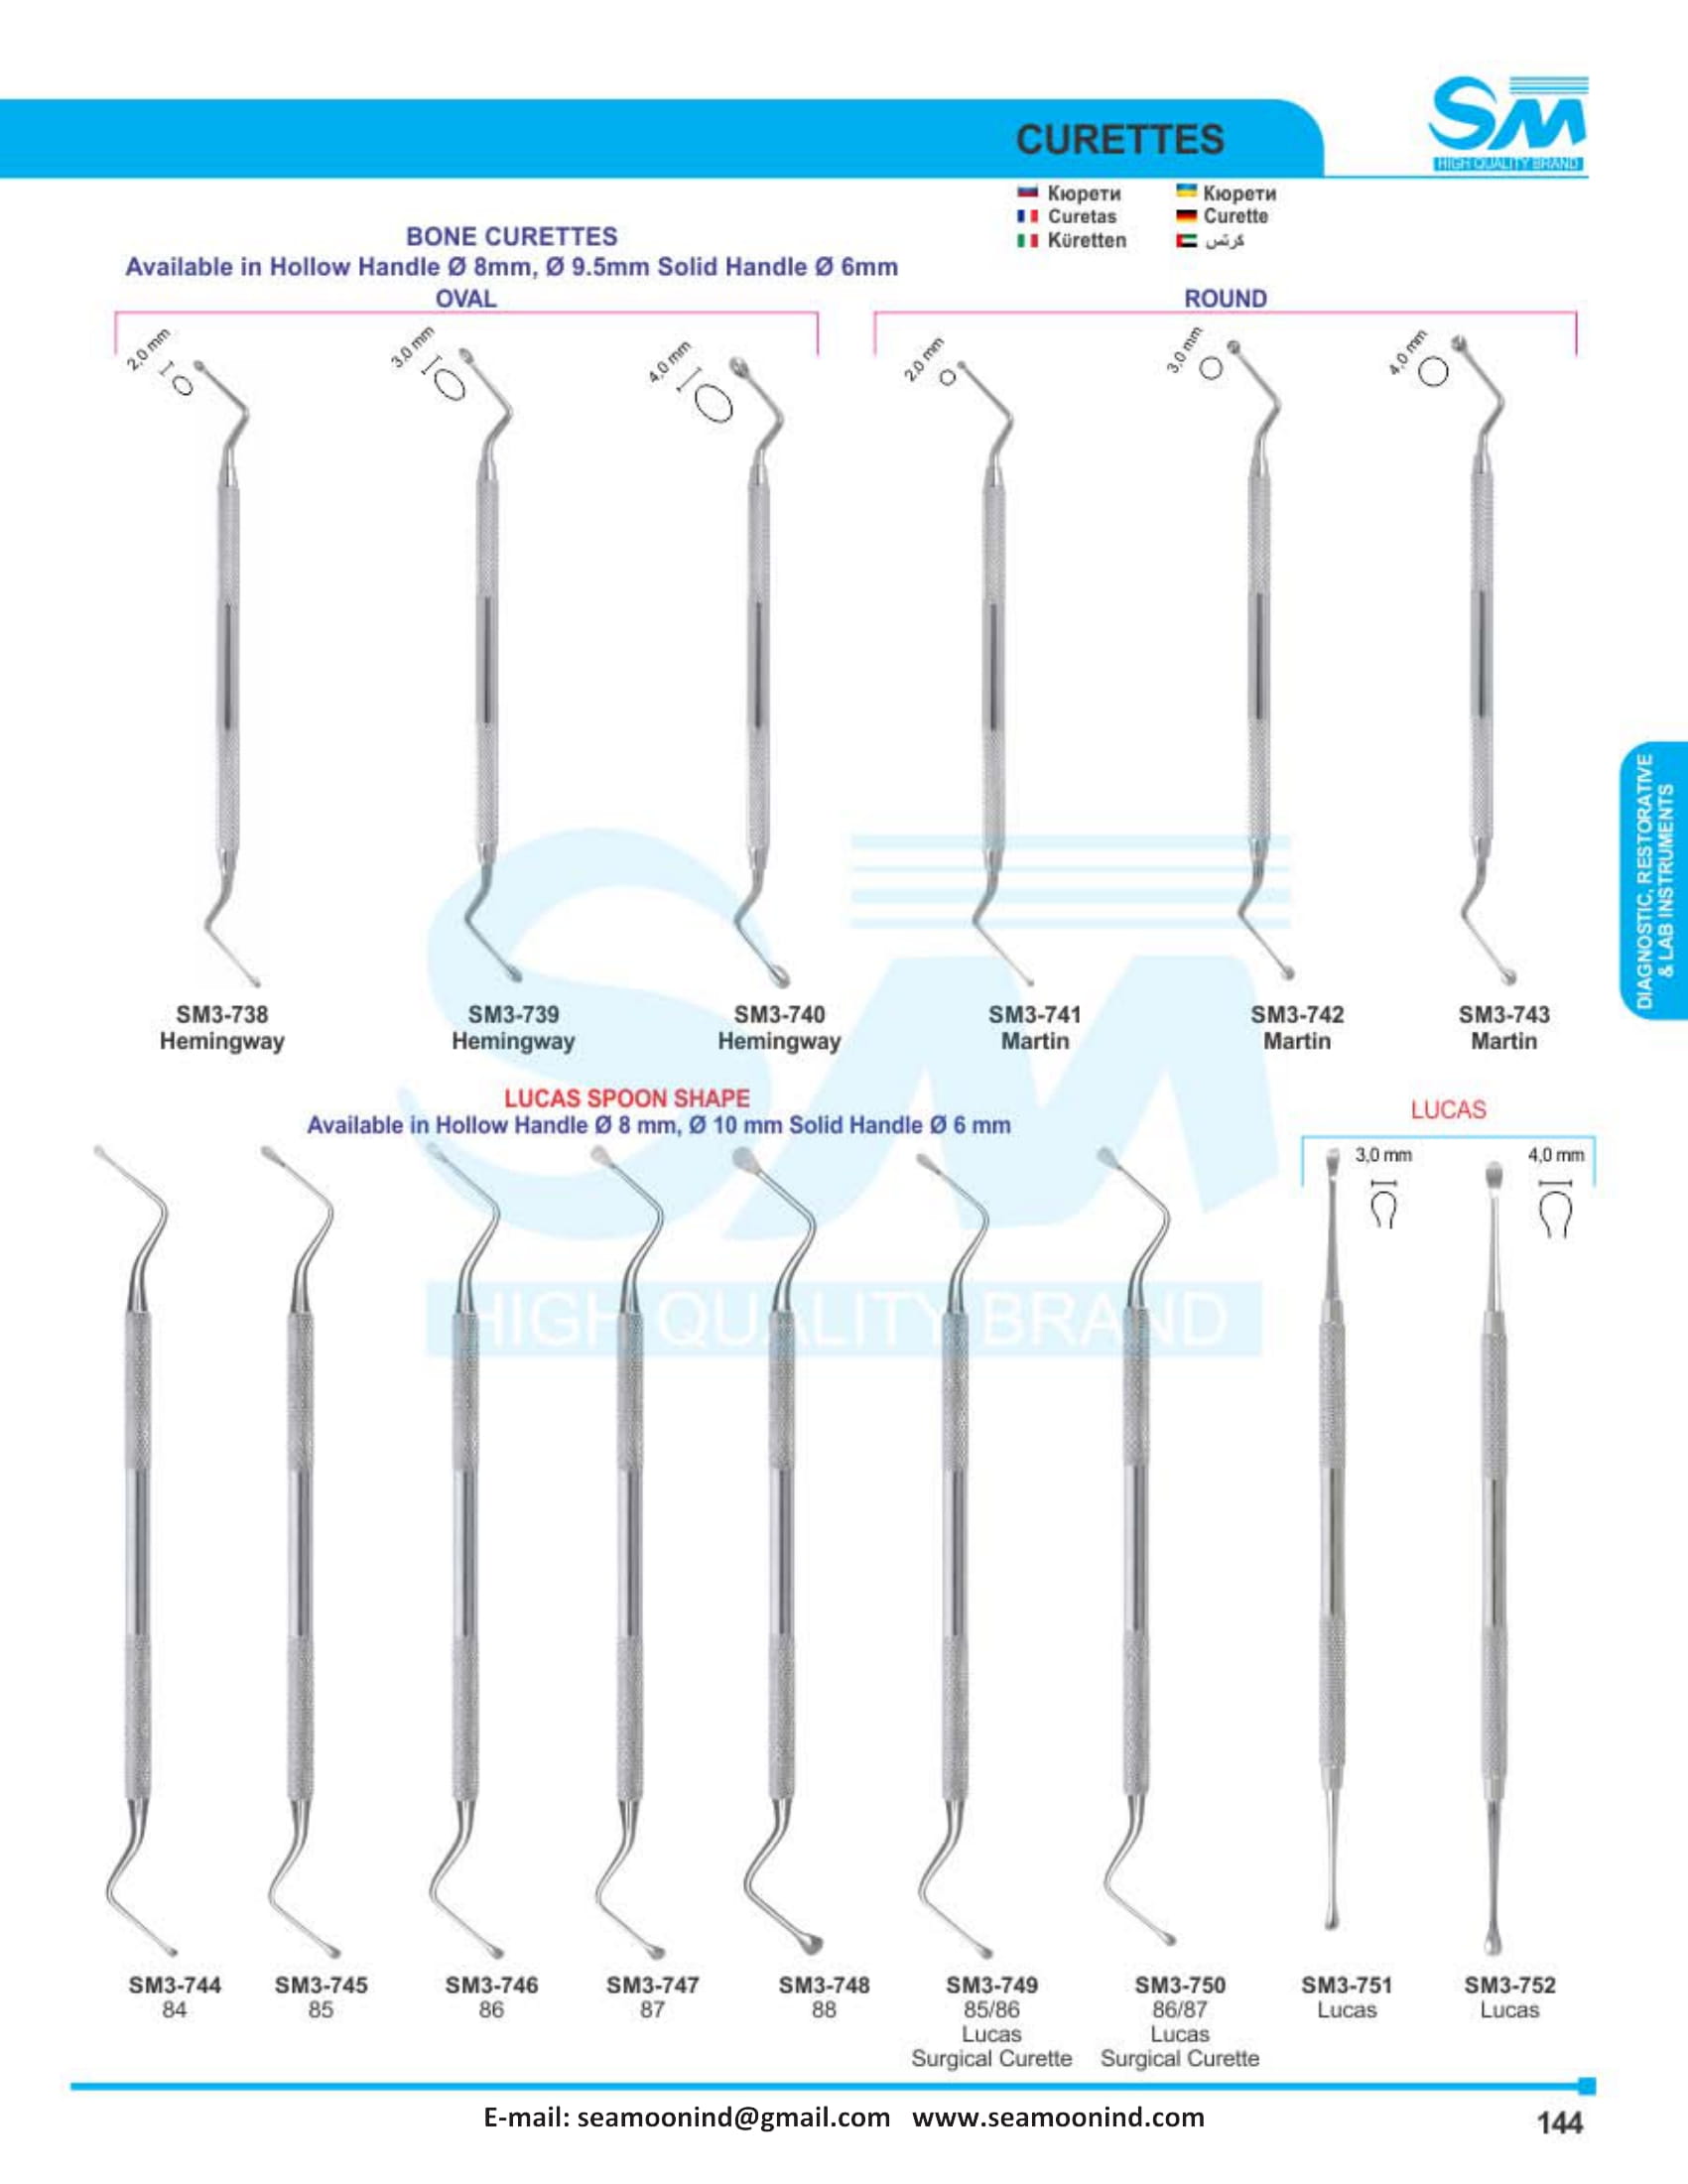 CURETTES
SM
HIGH QUALITY BRAND
Кюрети
Кюрети
Curetas
Curette
Küretten
كرتس
BONE CURETTES
Available in Hollow Handle Ø 8mm, Ø 9.5mm Solid Handle Ø 6mm
OVAL
ROUND
2,0 mm
3,0 mm
4,0 mm
2,0 mm
3,0 mm
4,0 mm
DIAGNOSTIC, RESTORATIVE
& LAB INSTRUMENTS
SM3-738
Hemingway
SM3-739
Hemingway
SM3-740
Hemingway
SM3-741
Martin
SM3-742
Martin
SM3-743
Martin
LUCAS SPOON SHAPE
Available in Hollow Handle Ø 8 mm, Ø 10 mm Solid Handle Ø 6 mm
LUCAS
3,0 mm
4,0 mm
SM
HIGH QUALITY BRAND
SM3-744
84
SM3-745
85
SM3-746
86
SM3-747
87
SM3-748
88
SM3-749
85/86
Lucas
Surgical Curette
SM3-750
86/87
Lucas
Surgical Curette
SM3-751
Lucas
SM3-752
Lucas
E-mail: seamoonind@gmail.com www.seamoonind.com
144